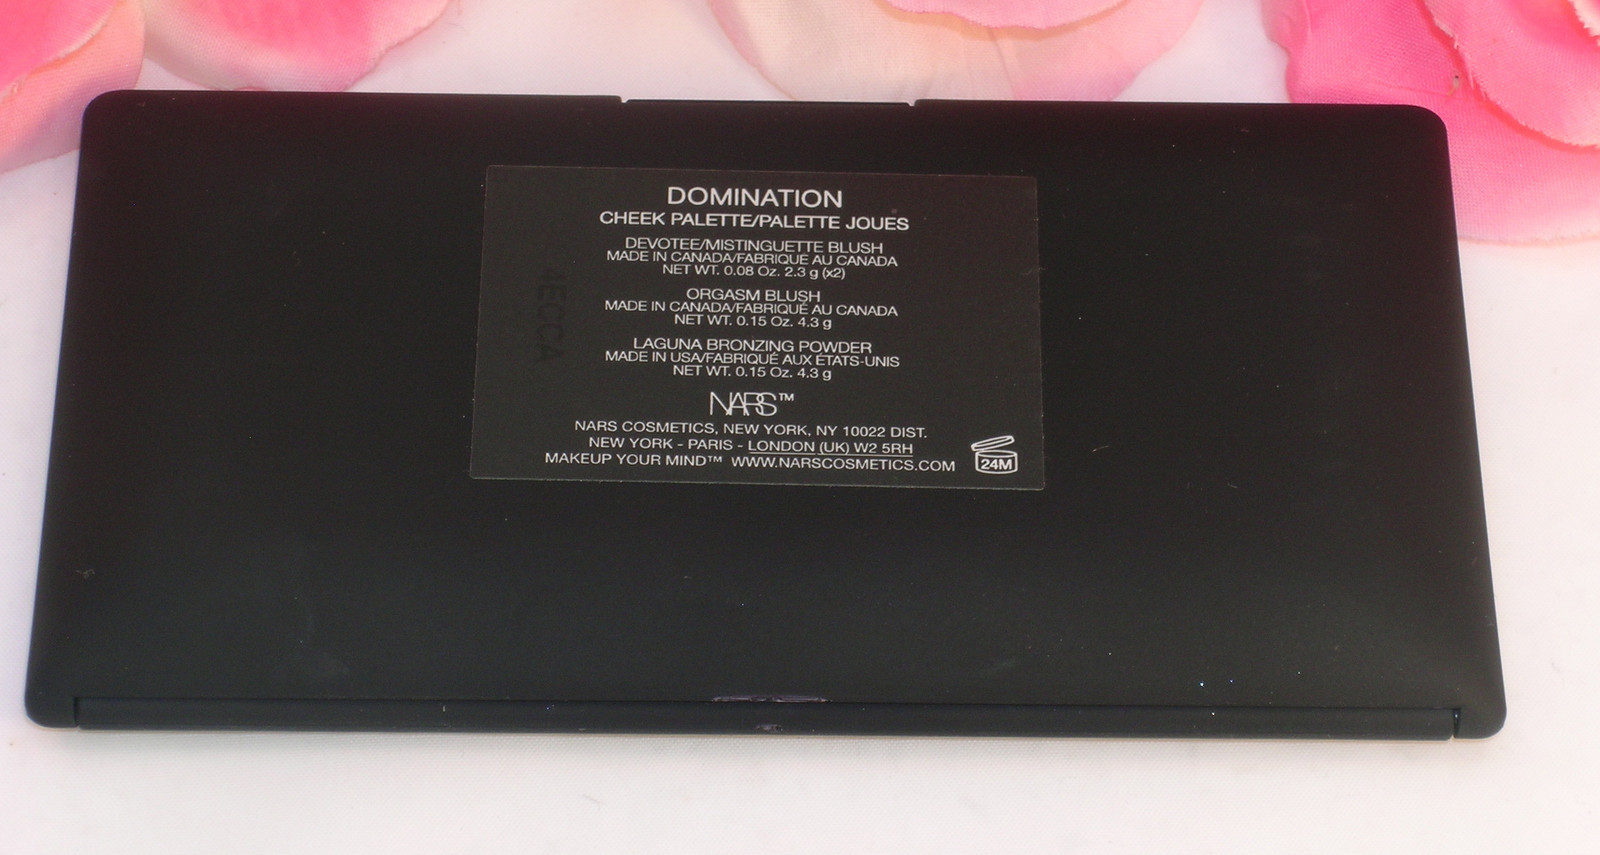 DOMINATION
CHEEK PALETTE/PALETTE JOUES
DEVOTEE/MISTINGUETTE BLUSH
MADE IN CANADA/FABRIQUÉ AU CANADA
NET WT. 0.08 Oz. 2.3 g (x2)
ORGASM BLUSH
MADE IN CANADA/FABRIQUÉ AU CANADA
NET WT. 0.15 Oz. 4.3 g
LAGUNA BRONZING POWDER
MADE IN USA/FABRIQUÉ AUX ÉTATS-UNIS
NET WT. 0.15 Oz. 4.3 g
NARS™
NARS COSMETICS, NEW YORK, NY 10022 DIST.
NEW YORK - PARIS - LONDON (UK) W2 5RH
MAKEUP YOUR MIND™ WWW.NARSCOSMETICS.COM
24M
4ECCA